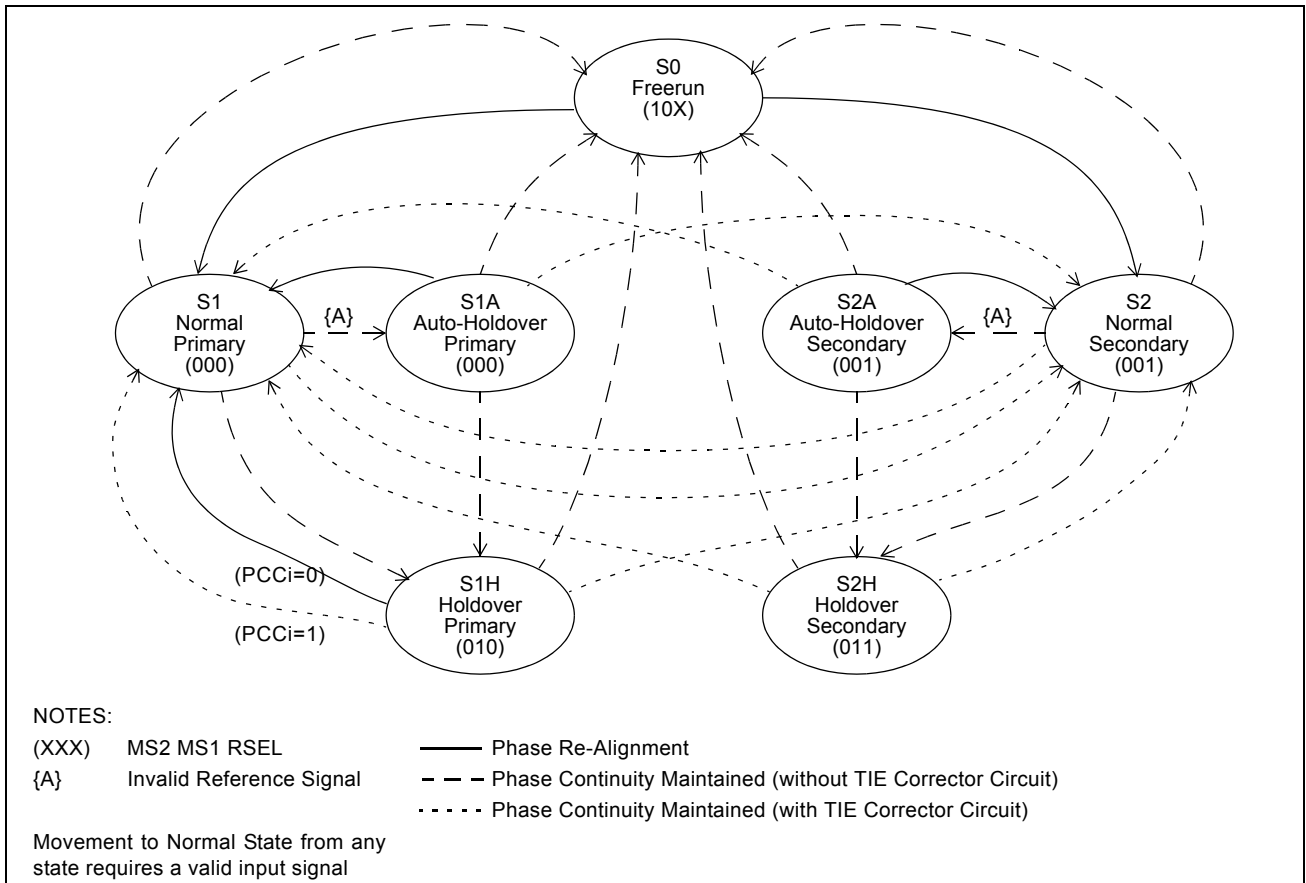 S0
Freerun
(10X)
S1
Normal
Primary
(000)
{A}
S1A
Auto-Holdover
Primary
(000)
S2A
Auto-Holdover
Secondary
(001)
{A}
S2
Normal
Secondary
(001)
(PCCi=0)
(PCCi=1)
S1H
Holdover
Primary
(010)
S2H
Holdover
Secondary
(011)
NOTES:
(XXX) MS2 MS1 RSEL
{A} Invalid Reference Signal
Phase Re-Alignment
Phase Continuity Maintained (without TIE Corrector Circuit)
Phase Continuity Maintained (with TIE Corrector Circuit)
Movement to Normal State from any
state requires a valid input signal